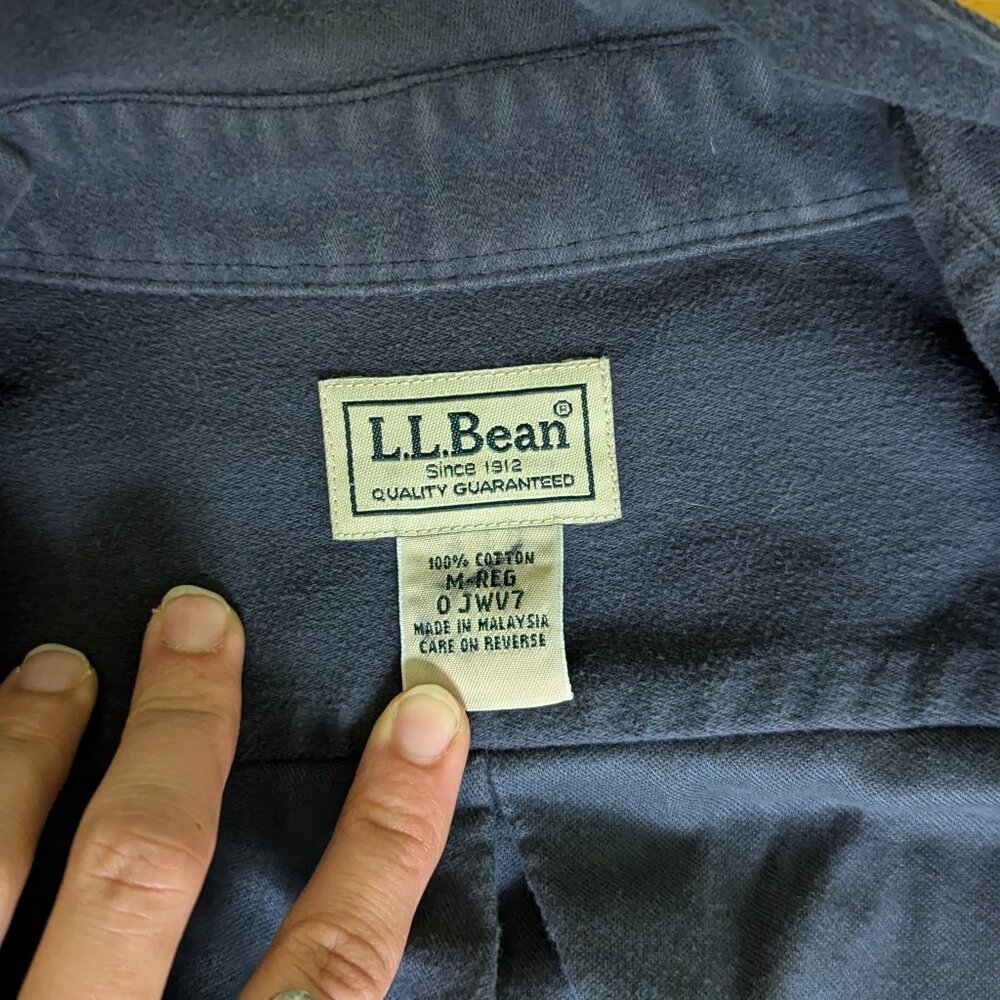 L.L.Bean®
Since 1912
QUALITY GUARANTEED
100% COTTON
M-REG
0 JWV7
MADE IN MALAYSIA
CARE ON REVERSE